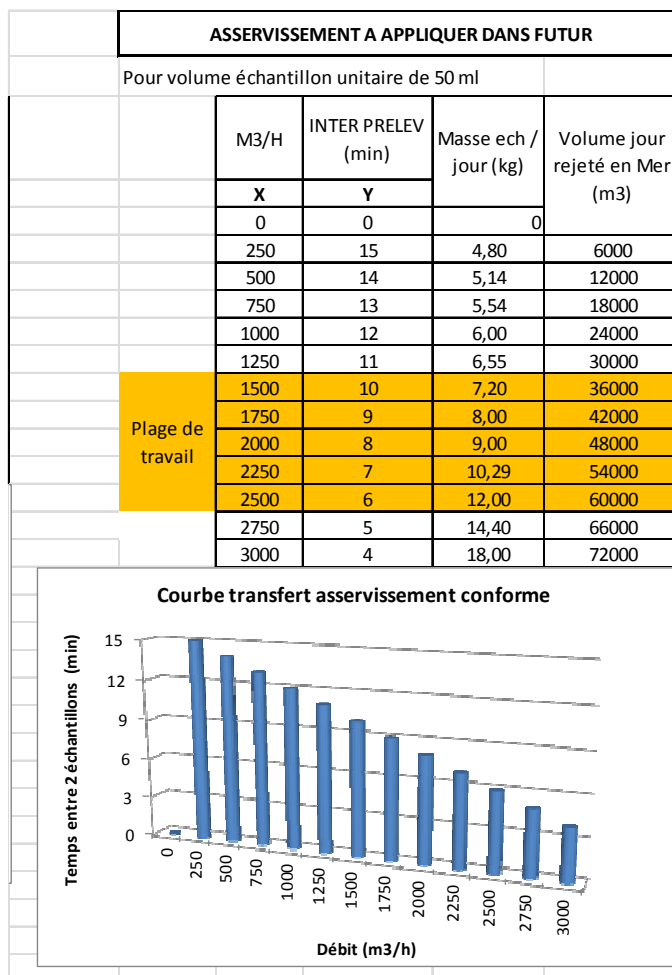 ASSERVISSEMENT A APPLIQUER DANS FUTUR
Pour volume échantillon unitaire de 50 ml
M3/H INTER PRELEV (min) Masse ech / jour (kg) Volume jour rejeté en Mer (m3)
X Y
0 0 0
250 15 4,80 6000
500 14 5,14 12000
750 13 5,54 18000
1000 12 6,00 24000
1250 11 6,55 30000
Plage de travail
1500 10 7,20 36000
1750 9 8,00 42000
2000 8 9,00 48000
2250 7 10,29 54000
2500 6 12,00 60000
2750 5 14,40 66000
3000 4 18,00 72000
Courbe transfert asservissement conforme
Temps entre 2 échantillons (min)
15
12
9
6
3
0
0 250 500 750 1000 1250 1500 1750 2000 2250 2500 2750 3000
Débit (m3/h)